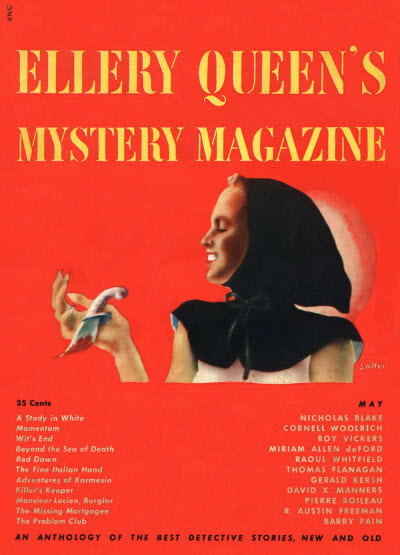 ANC
ELLERY QUEEN'S
MYSTERY MAGAZINE
Salter
35 Cents MAY
A Study in White NICHOLAS BLAKE
Momentum CORNELL WOOLRICH
Wit's End ROY VICKERS
Beyond the Sea of Death MIRIAM ALLEN deFORD
Red Dawn RAOUL WHITFIELD
The Fine Italian Hand THOMAS FLANAGAN
Adventures of Karmesin GERALD KERSH
Killer's Keeper DAVID X. MANNERS
Monsieur Lucien, Burglar PIERRE BOILEAU
The Missing Mortgagee R. AUSTIN FREEMAN
The Problem Club BARRY PAIN
AN ANTHOLOGY OF THE BEST DETECTIVE STORIES, NEW AND OLD